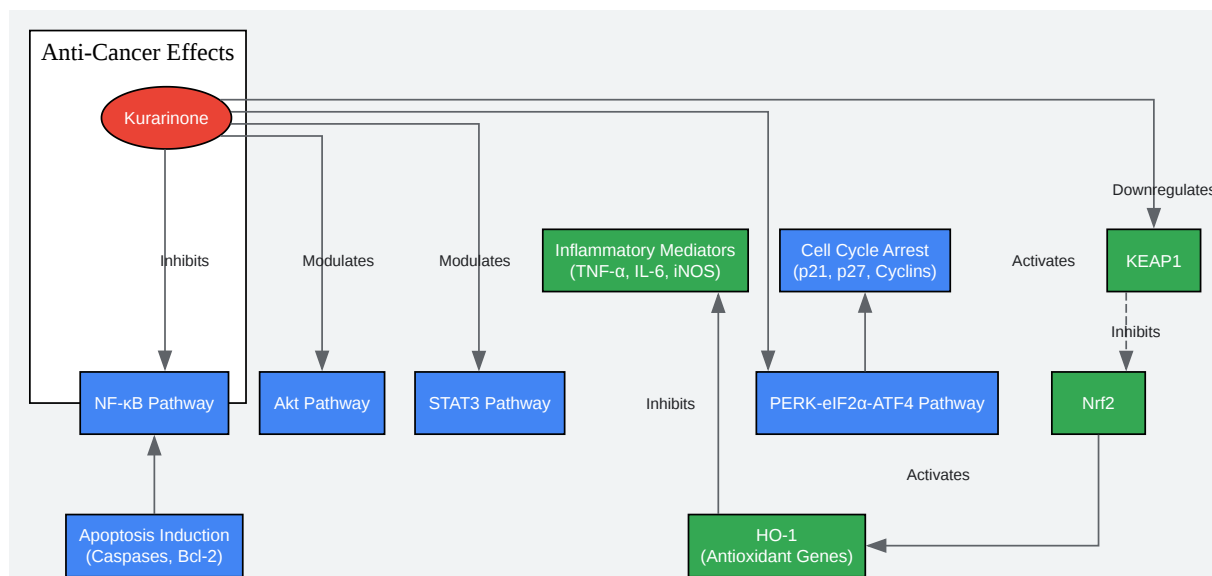 Anti-Cancer Effects
Kurarinone
Downregulates
Inhibits
Modulates
Modulates
Inflammatory Mediators
(TNF-α, IL-6, iNOS)
Cell Cycle Arrest
(p21, p27, Cyclins)
Activates
KEAP1
Inhibits
NF-κB Pathway
Akt Pathway
STAT3 Pathway
Inhibits
PERK-eIF2α-ATF4 Pathway
Nrf2
Activates
Apoptosis Induction
(Caspases, Bcl-2)
HO-1
(Antioxidant Genes)